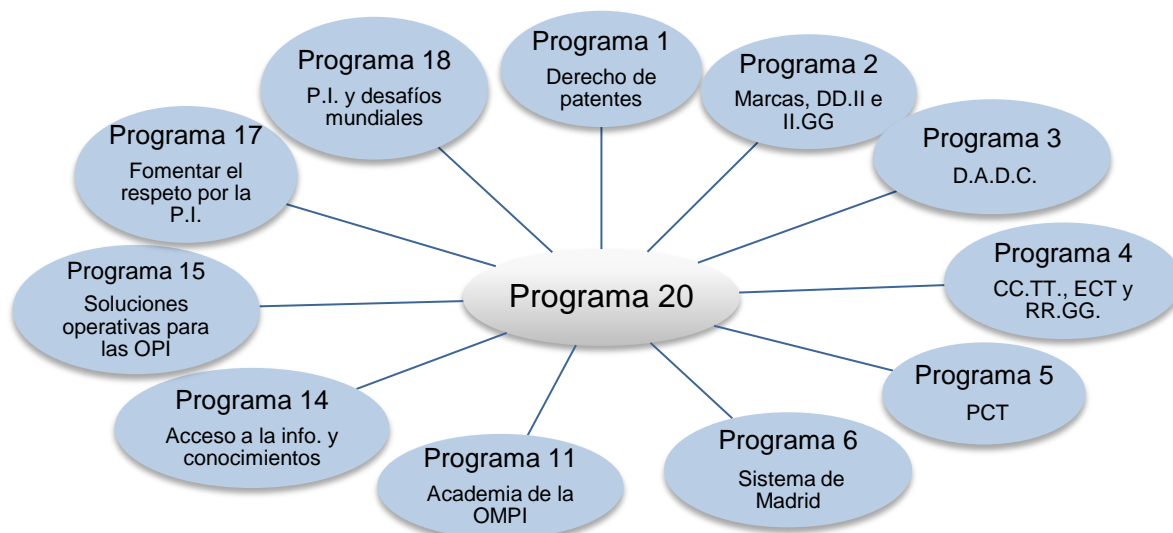 Programa 1
Derecho de
patentes
Programa 2
Marcas, DD.II e
II.GG
Programa 3
D.A.D.C.
Programa 4
CC.TT., ECT y
RR.GG.
Programa 5
PCT
Programa 6
Sistema de
Madrid
Programa 11
Academia de la
OMPI
Programa 14
Acceso a la info. y
conocimientos
Programa 15
Soluciones
operativas para
las OPI
Programa 17
Fomentar el
respeto por la
P.I.
Programa 18
P.I. y desafíos
mundiales
Programa 20